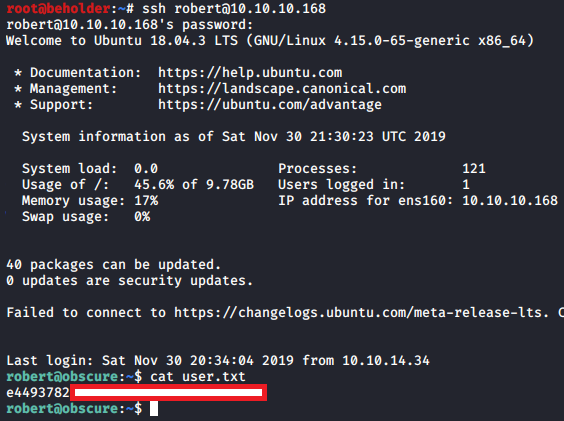 root@beholder:~# ssh robert@10.10.10.168
robert@10.10.10.168's password:
Welcome to Ubuntu 18.04.3 LTS (GNU/Linux 4.15.0-65-generic x86_64)
* Documentation:  https://help.ubuntu.com
* Management:     https://landscape.canonical.com
* Support:        https://ubuntu.com/advantage
System information as of Sat Nov 30 21:30:23 UTC 2019
System load:  0.0               Processes:            121
Usage of /:   45.6% of 9.78GB   Users logged in:      1
Memory usage: 17%               IP address for ens160: 10.10.10.168
Swap usage:   0%
40 packages can be updated.
0 updates are security updates.
Failed to connect to https://changelogs.ubuntu.com/meta-release-lts. C
Last login: Sat Nov 30 20:34:04 2019 from 10.10.14.34
robert@obscure:~$ cat user.txt
e4493782
robert@obscure:~$